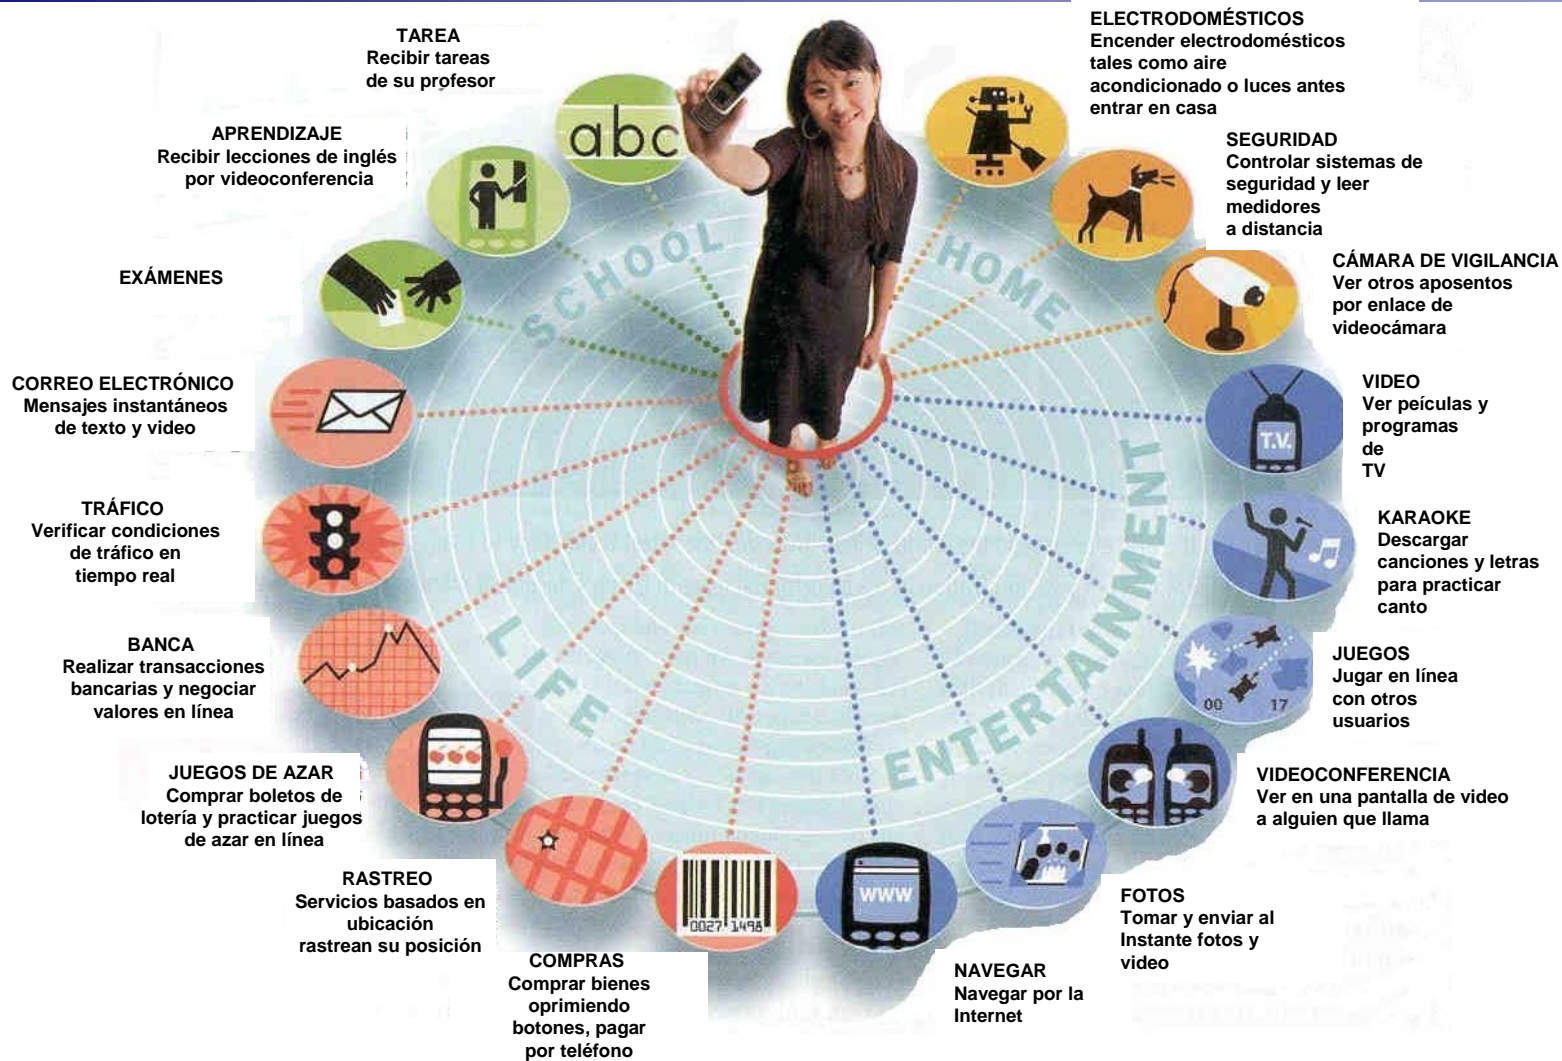 TAREA
Recibir tareas
de su profesor
abc
APRENDIZAJE
Recibir lecciones de inglés
por videoconferencia
EXÁMENES
SCHOOL
CORREO ELECTRÓNICO
Mensajes instantáneos
de texto y video
TRÁFICO
Verificar condiciones
de tráfico en
tiempo real
BANCA
Realizar transacciones
bancarias y negociar
valores en línea
JUEGOS DE AZAR
Comprar boletos de
lotería y practicar juegos
de azar en línea
RASTREO
Servicios basados en
ubicación
rastrean su posición
COMPRAS
Comprar bienes
oprimiendo
botones, pagar
por teléfono
0027 1498
LIFE
ELECTRODOMÉSTICOS
Encender electrodomésticos
tales como aire
acondicionado o luces antes
entrar en casa
SEGURIDAD
Controlar sistemas de
seguridad y leer
medidores
a distancia
CÁMARA DE VIGILANCIA
Ver otros aposentos
por enlace de
videocámara
HOME
VIDEO
Ver peículas y
programas
de
TV
T.V.
KARAOKE
Descargar
canciones y letras
para practicar
canto
JUEGOS
Jugar en línea
con otros
usuarios
00 17
VIDEOCONFERENCIA
Ver en una pantalla de video
a alguien que llama
FOTOS
Tomar y enviar al
Instante fotos y
video
NAVEGAR
Navegar por la
Internet
WWW
ENTERTAINMENT